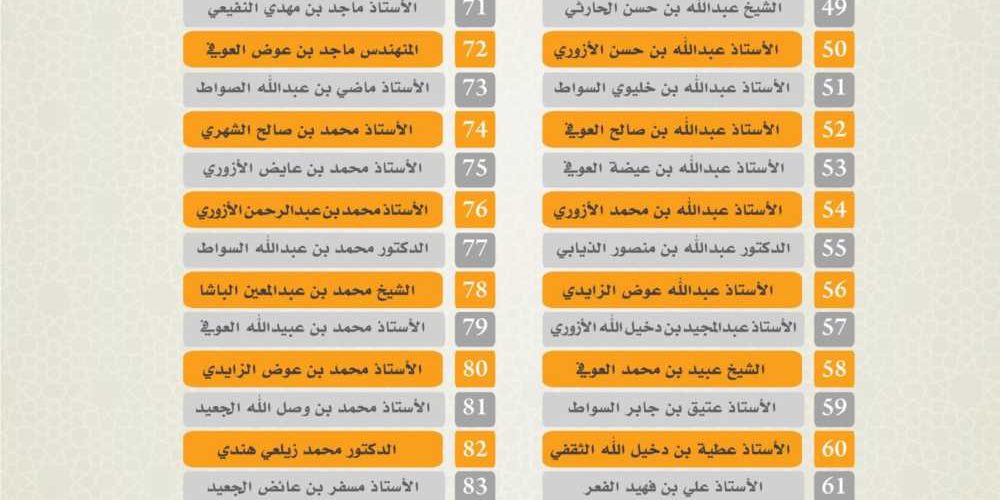 49 الشيخ عبدالله بن حسن الحارثي
50 الأستاذ عبدالله بن حسن الأزوري
51 الأستاذ عبدالله بن خليوي السواط
52 الأستاذ عبدالله بن صالح العوفي
53 الأستاذ عبدالله بن عيضة العوفي
54 الأستاذ عبدالله بن محمد الأزوري
55 الدكتور عبدالله بن منصور الذيابي
56 الأستاذ عبدالله عوض الزايدي
57 الأستاذ عبدالمجيد بن دخيل الله الأزوري
58 الشيخ عبيد بن محمد العوفي
59 الأستاذ عتيق بن جابر السواط
60 الأستاذ عطية بن دخيل الله الثقفي
61 الأستاذ علي بن فهيد الفعر
71 الأستاذ ماجد بن مهدي النفيعي
72 المنهندس ماجد بن عوض العوفي
73 الأستاذ ماضي بن عبدالله الصواط
74 الأستاذ محمد بن صالح الشهري
75 الأستاذ محمد بن عايض الأزوري
76 الأستاذ محمد بن عبدالرحمن الأزوري
77 الدكتور محمد بن عبدالله السواط
78 الشيخ محمد بن عبدالمعين الباشا
79 الأستاذ محمد بن عبيدالله العوفي
80 الأستاذ محمد بن عوض الزايدي
81 الأستاذ محمد بن وصل الله الجعيد
82 الدكتور محمد زيلعي هندي
83 الأستاذ مسفر بن عائض الجعيد